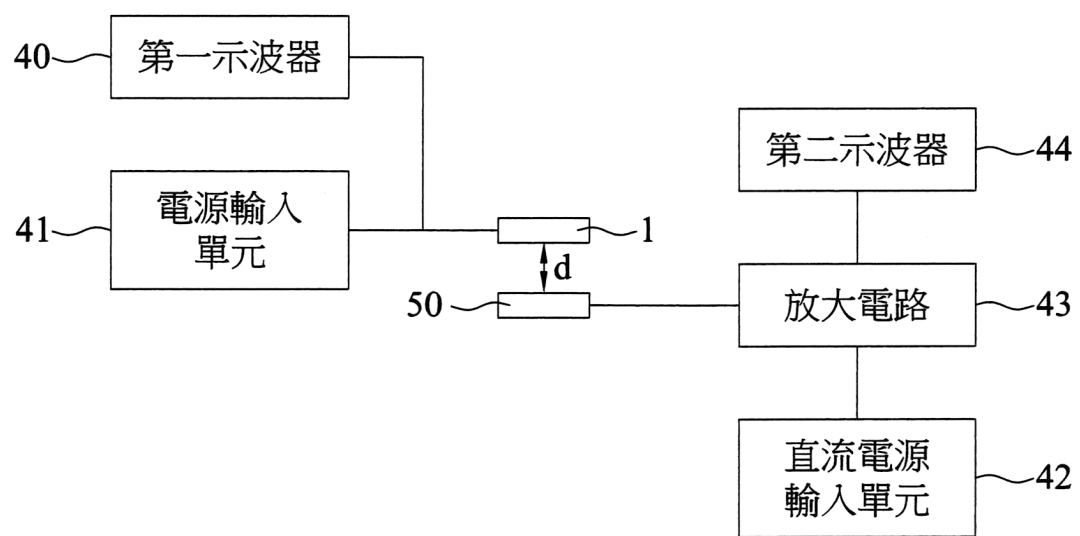 40
第一示波器
41
電源輸入
單元
1
d
50
第二示波器
44
放大電路
43
直流電源
輸入單元
42